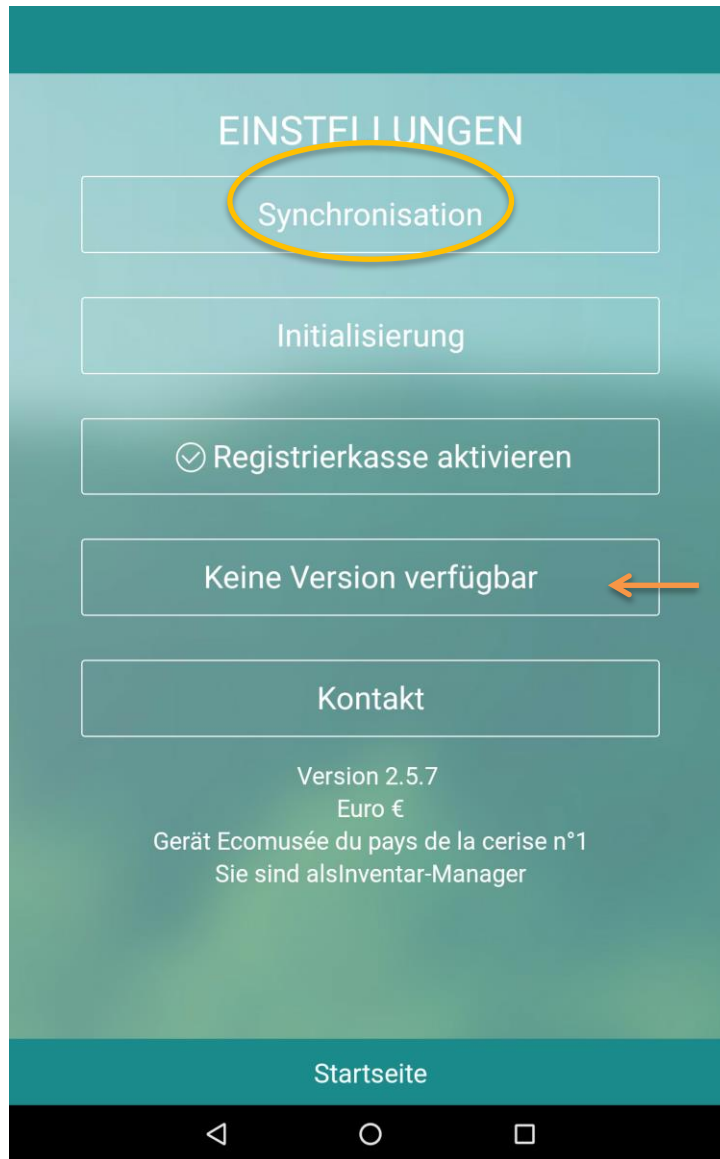 EINSTELLUNGEN
Synchronisation
Initialisierung
Registrierkasse aktivieren
Keine Version verfügbar
Kontakt
Version 2.5.7
Euro €
Gerät Ecomusée du pays de la cerise n°1
Sie sind alsInventar-Manager
Startseite